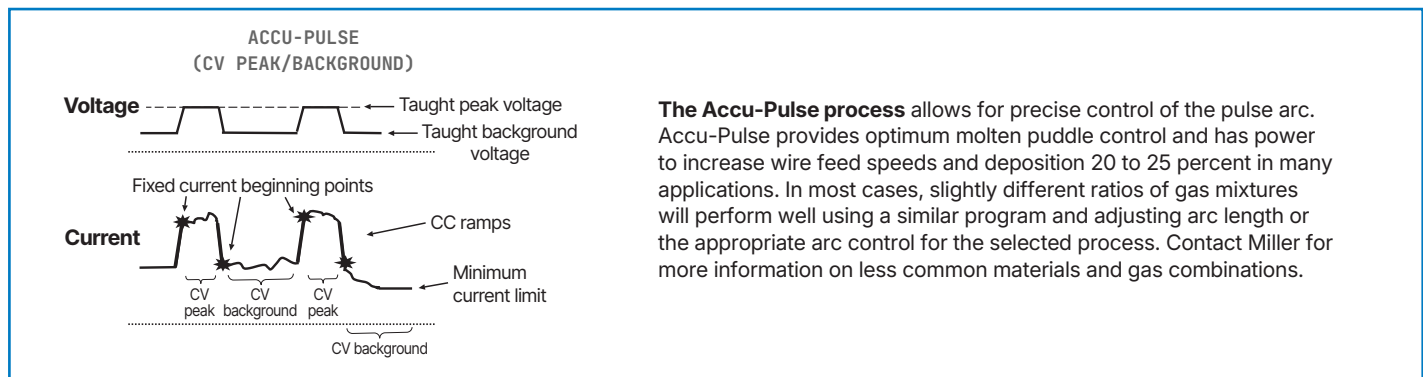 ACCU-PULSE
(CV PEAK/BACKGROUND)
Voltage
Taught peak voltage
Taught background
voltage
Fixed current beginning points
Current
CC ramps
Minimum
current limit
CV
peak
CV
background
CV
peak
CV background
The Accu-Pulse process allows for precise control of the pulse arc.
Accu-Pulse provides optimum molten puddle control and has power
to increase wire feed speeds and deposition 20 to 25 percent in many
applications. In most cases, slightly different ratios of gas mixtures
will perform well using a similar program and adjusting arc length or
the appropriate arc control for the selected process. Contact Miller for
more information on less common materials and gas combinations.